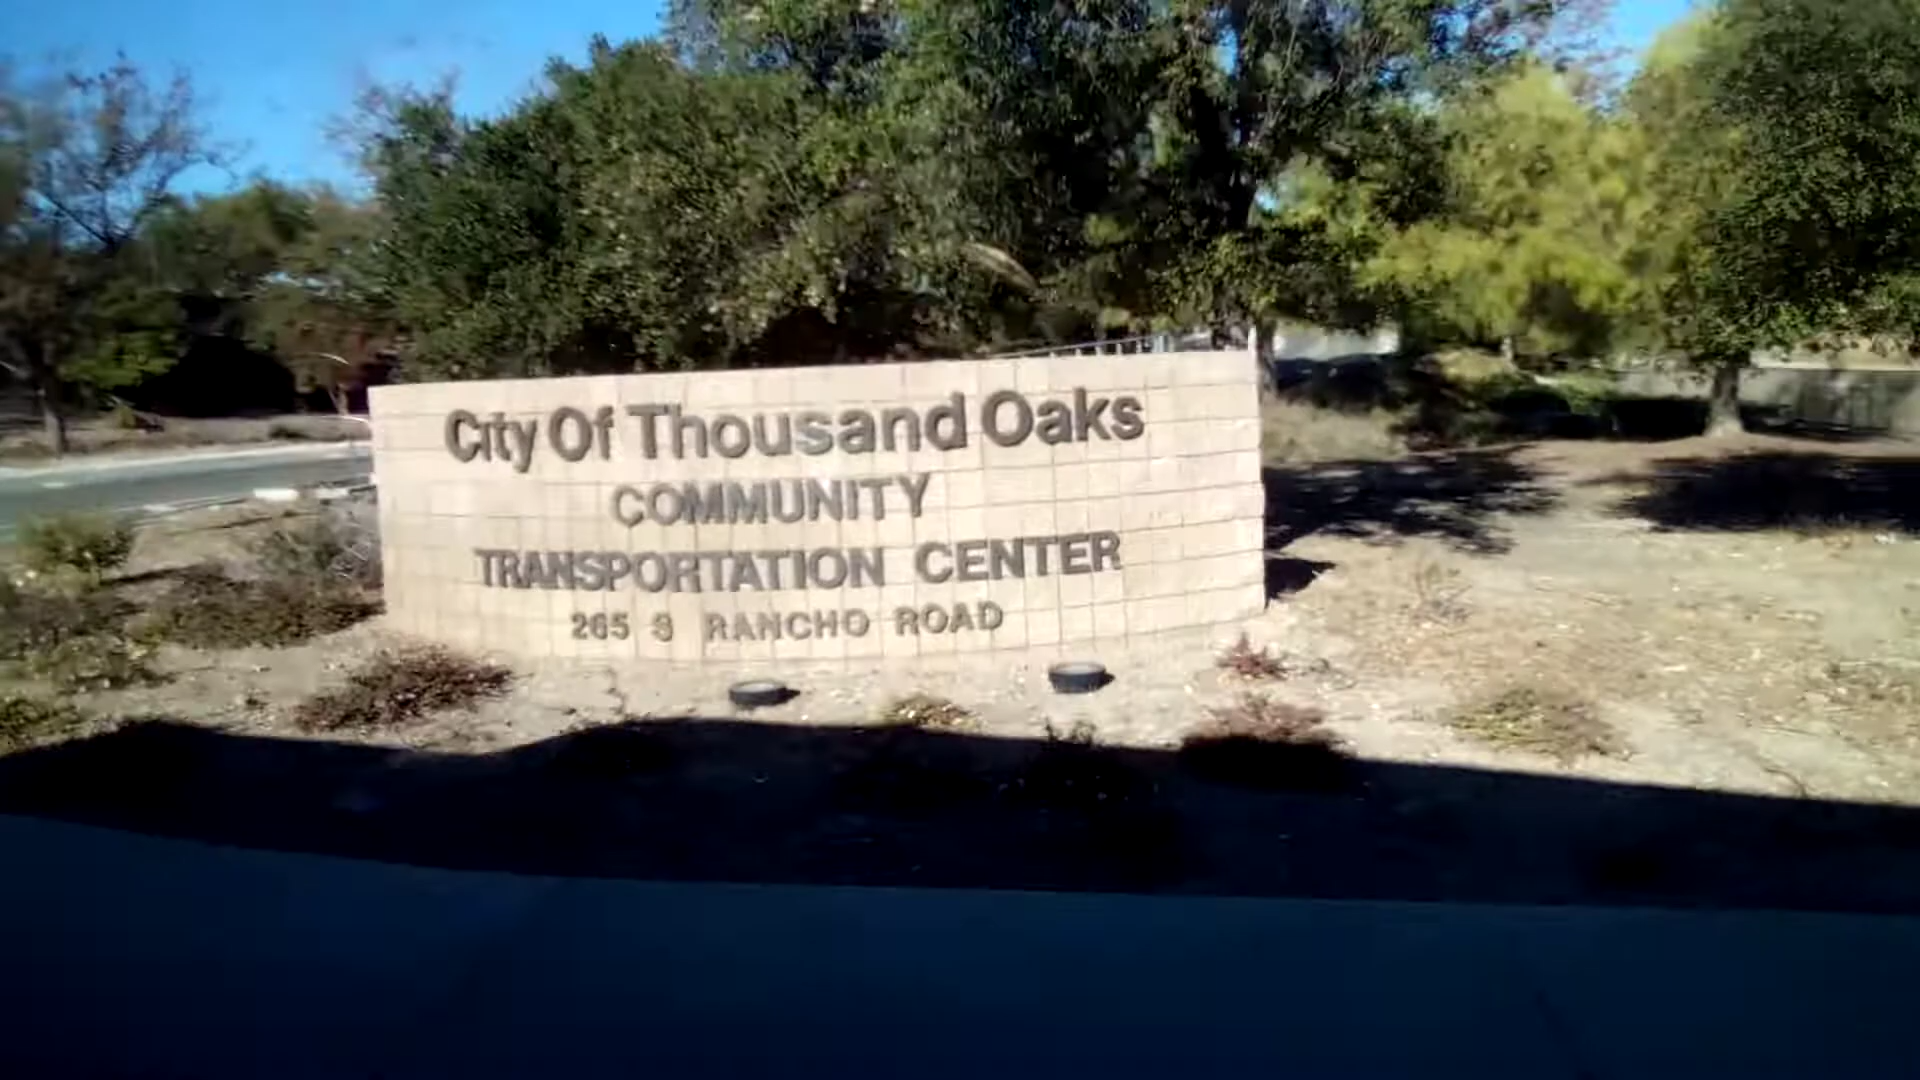 City Of Thousand Oaks
COMMUNITY
TRANSPORTATION CENTER
265 S RANCHO ROAD